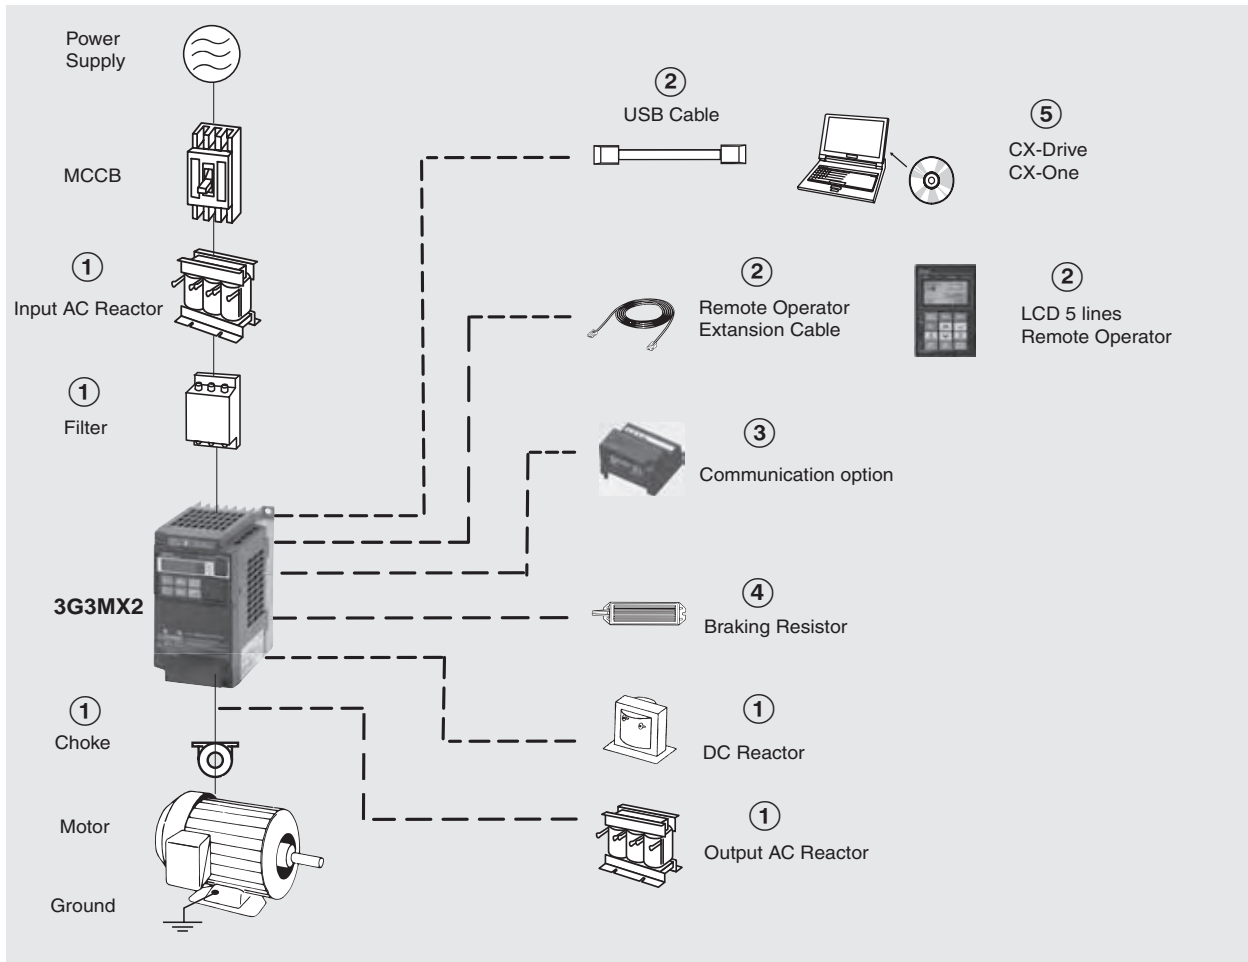 Power
Supply
MCCB
1
Input AC Reactor
1
Filter
3G3MX2
1
Choke
Motor
Ground
2
USB Cable
5
CX-Drive
CX-One
2
Remote Operator
Extansion Cable
2
LCD 5 lines
Remote Operator
3
Communication option
4
Braking Resistor
1
DC Reactor
1
Output AC Reactor